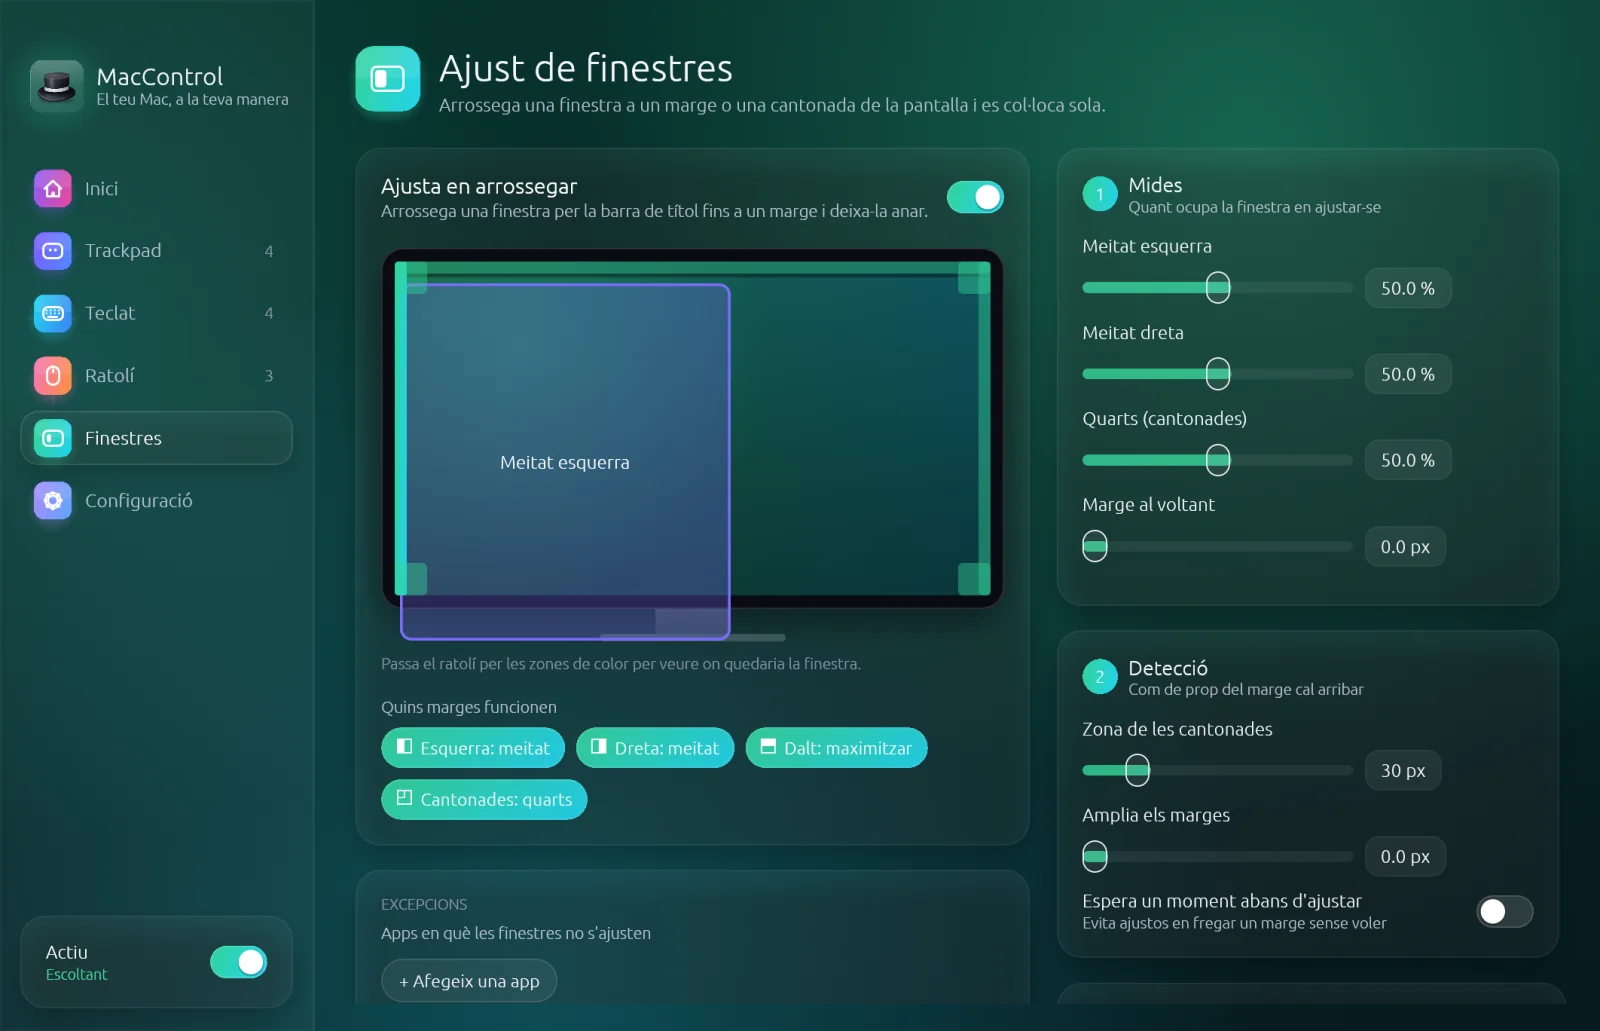 MacControl
El teu Mac, a la teva manera
Inici
Trackpad 4
Teclat 4
Ratolí 3
Finestres
Configuració
Actiu
Escoltant
Ajust de finestres
Arrossega una finestra a un marge o una cantonada de la pantalla i es col·loca sola.
Ajusta en arrossegar
Arrossega una finestra per la barra de títol fins a un marge i deixa-la anar.
Meitat esquerra
Passa el ratolí per les zones de color per veure on quedaria la finestra.
Quins marges funcionen
Esquerra: meitat
Dreta: meitat
Dalt: maximitzar
Cantonades: quarts
EXCEPCIONS
Apps en què les finestres no s'ajusten
+ Afegeix una app
1 Mides
Quant ocupa la finestra en ajustar-se
Meitat esquerra
50.0 %
Meitat dreta
50.0 %
Quarts (cantonades)
50.0 %
Marge al voltant
0.0 px
2 Detecció
Com de prop del marge cal arribar
Zona de les cantonades
30 px
Amplia els marges
0.0 px
Espera un moment abans d'ajustar
Evita ajustos en fregar un marge sense voler